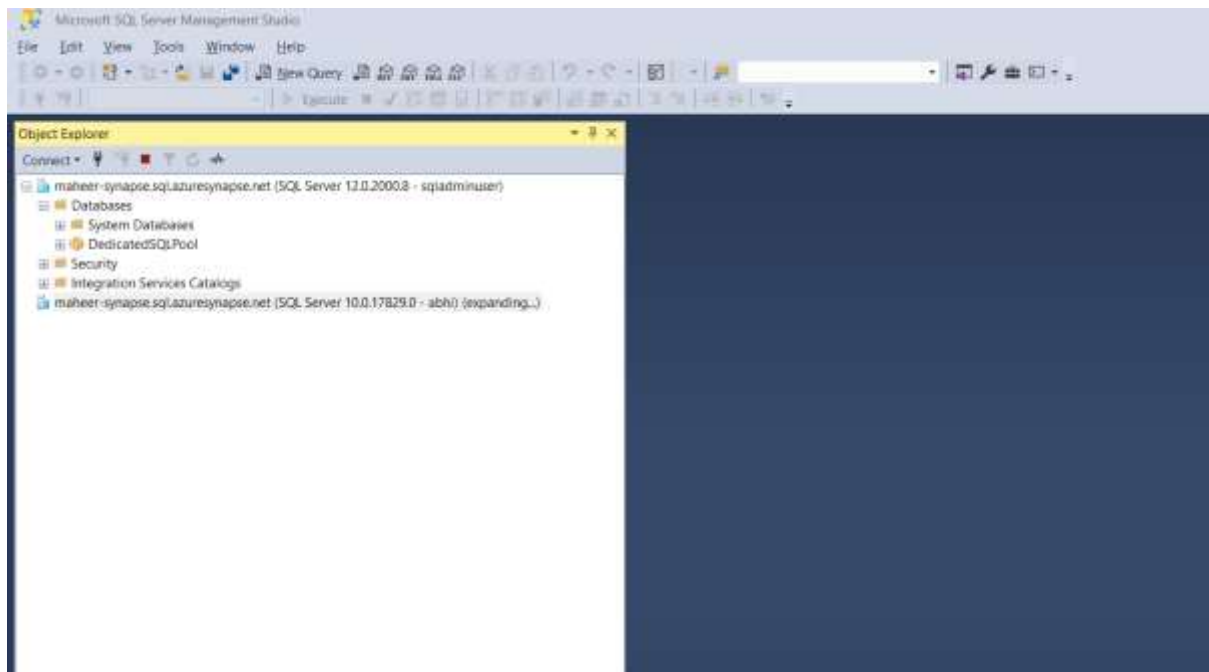 Microsoft SQL Server Management Studio
File Edit View Tools Window Help
New Query
Execute
Object Explorer
Connect
maheer-synapse.sql.azuresynapse.net (SQL Server 12.0.2000.8 - sqladminuser)
Databases
System Databases
DedicatedSQLPool
Security
Integration Services Catalogs
maheer-synapse.sql.azuresynapse.net (SQL Server 10.0.17829.0 - abhi) (expanding...)